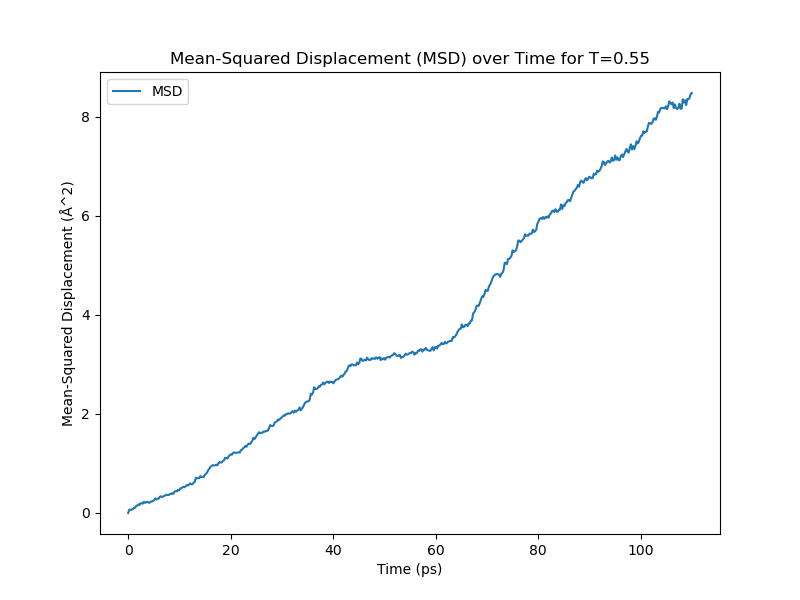 Mean-Squared Displacement (MSD) over Time for T=0.55
MSD
Mean-Squared Displacement (Å^2)
8
6
4
2
0
0 20 40 60 80 100
Time (ps)